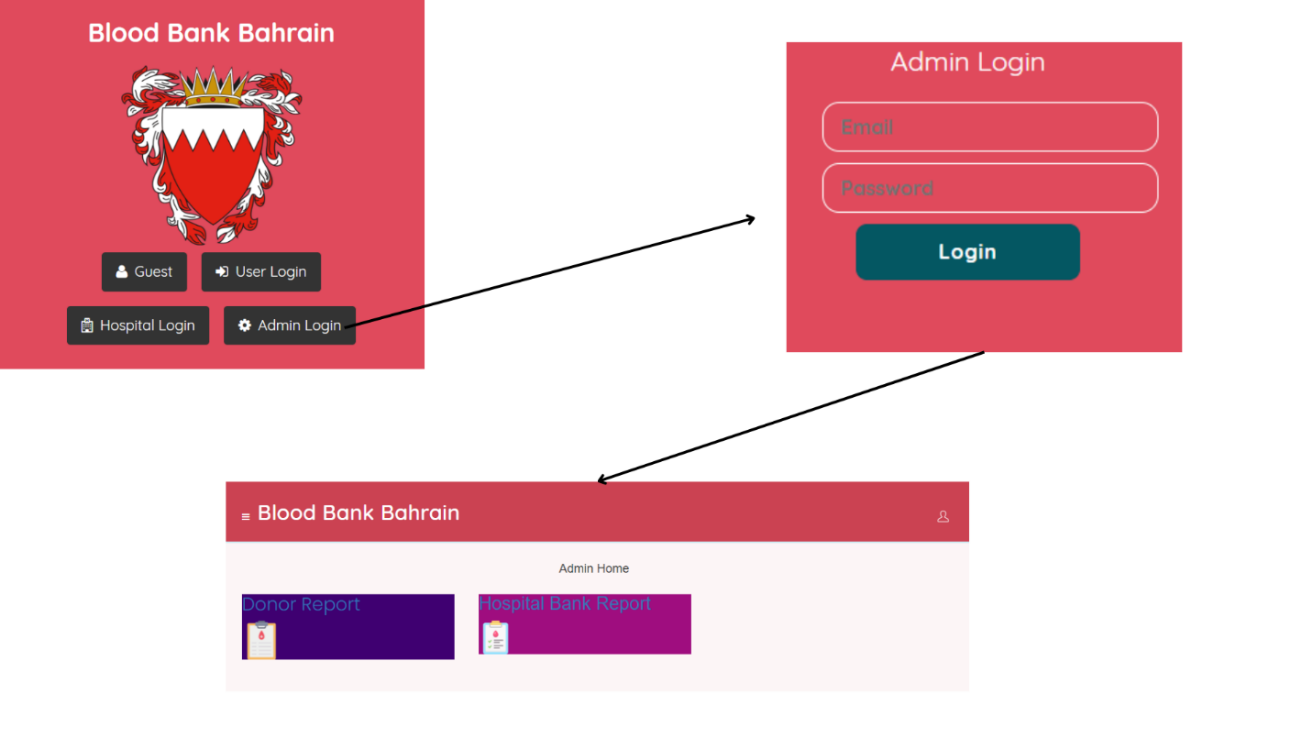 Blood Bank Bahrain
Guest
User Login
Hospital Login
Admin Login
Admin Login
Email
Password
Login
Blood Bank Bahrain
Admin Home
Donor Report
Hospital Bank Report